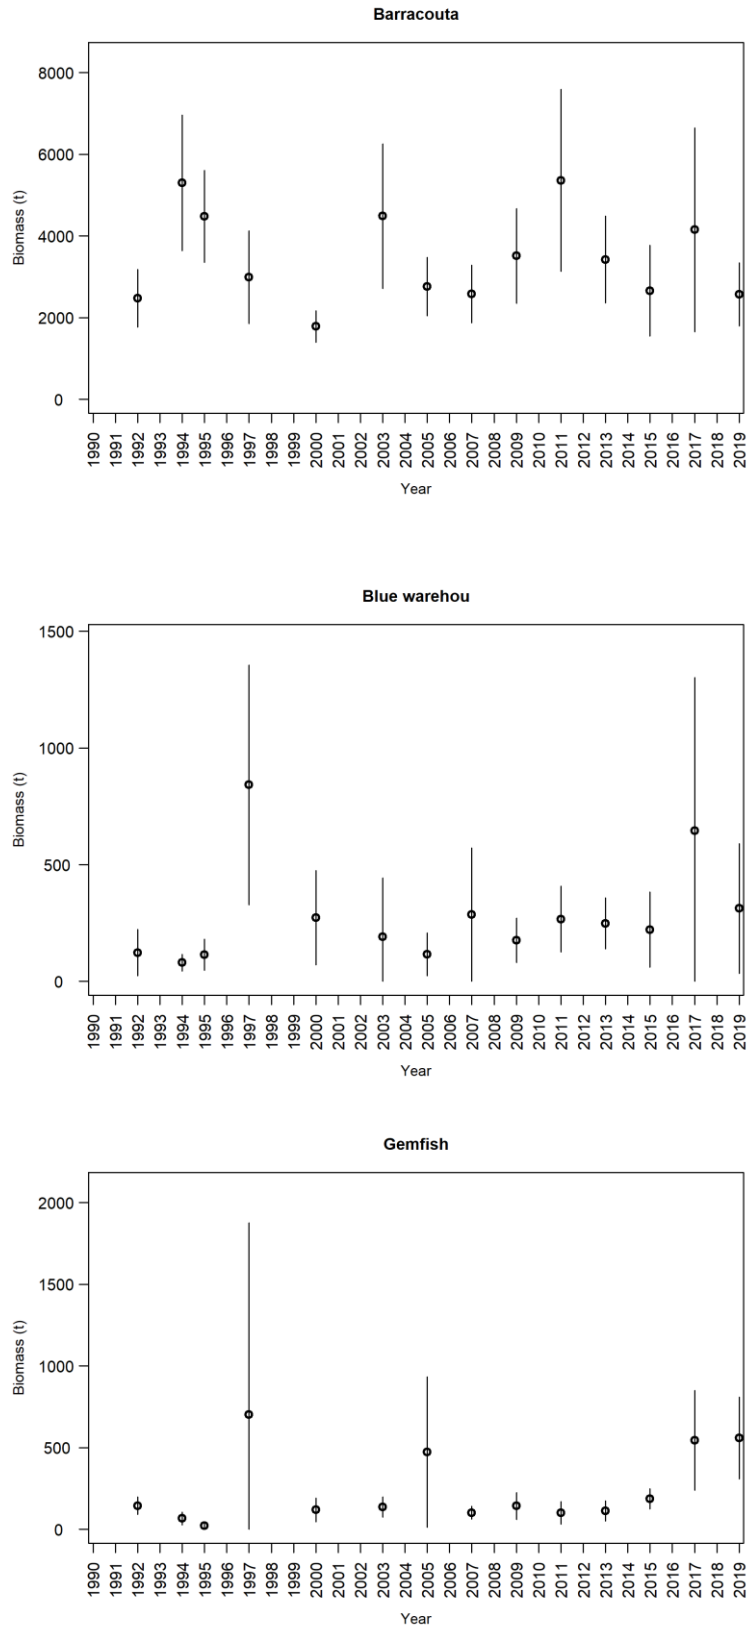 Barracouta
8000
6000
4000
2000
0
Biomass (t)
1990 1991 1992 1993 1994 1995 1996 1997 1998 1999 2000 2001 2002 2003 2004 2005 2006 2007 2008 2009 2010 2011 2012 2013 2014 2015 2016 2017 2018 2019
Year
Blue warehou
1500
1000
500
0
Biomass (t)
1990 1991 1992 1993 1994 1995 1996 1997 1998 1999 2000 2001 2002 2003 2004 2005 2006 2007 2008 2009 2010 2011 2012 2013 2014 2015 2016 2017 2018 2019
Year
Gemfish
2000
1500
1000
500
0
Biomass (t)
1990 1991 1992 1993 1994 1995 1996 1997 1998 1999 2000 2001 2002 2003 2004 2005 2006 2007 2008 2009 2010 2011 2012 2013 2014 2015 2016 2017 2018 2019
Year